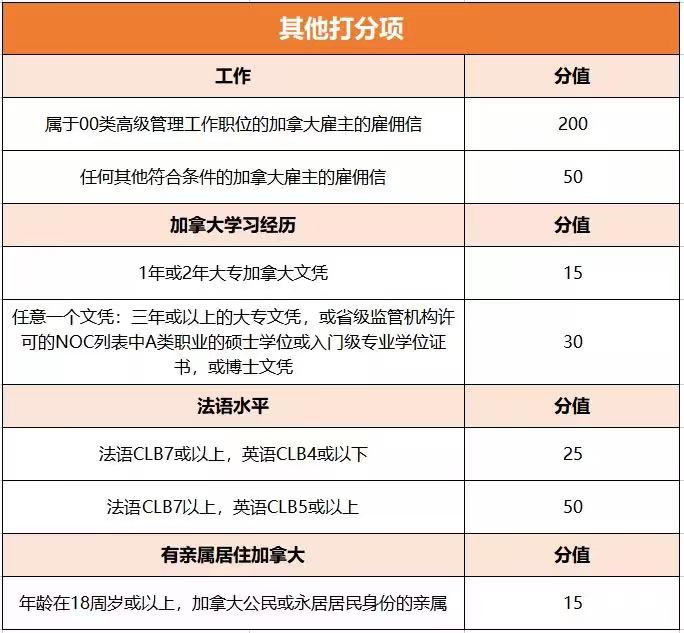 其他打分项
工作 分值
属于00类高级管理工作职位的加拿大雇主的雇佣信 200
任何其他符合条件的加拿大雇主的雇佣信 50
加拿大学习经历 分值
1年或2年大专加拿大文凭 15
任意一个文凭：三年或以上的大专文凭，或省级监管机构许
可的NOC列表中A类职业的硕士学位或入门级专业学位证 30
书，或博士文凭
法语水平 分值
法语CLB7或以上，英语CLB4或以下 25
法语CLB7以上，英语CLB5或以上 50
有亲属居住加拿大 分值
年龄在18周岁或以上，加拿大公民或永居居民身份的亲属 15